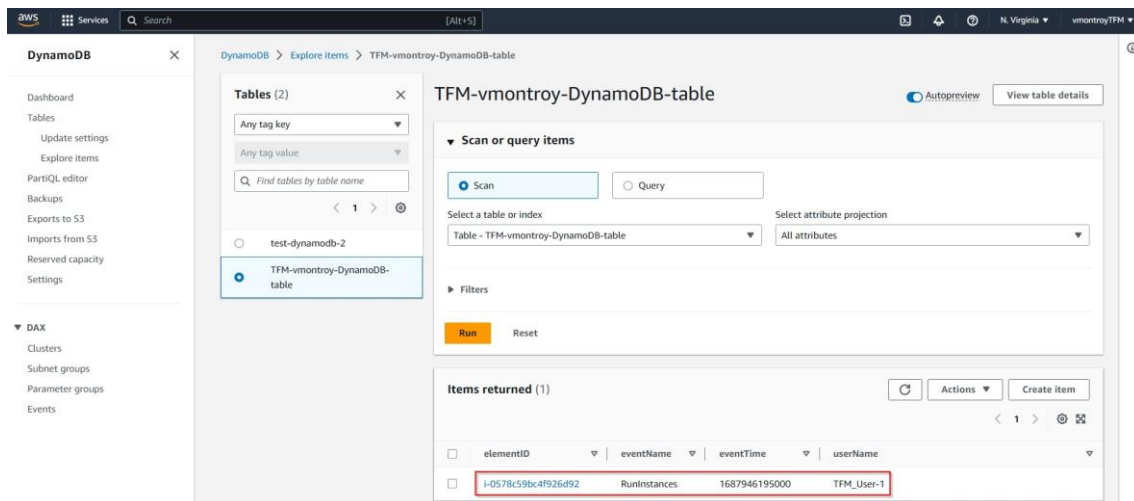 aws Services Search [Alt+S] N. Virginia vmontroyTFM
DynamoDB
Dashboard
Tables
Update settings
Explore items
PartiQL editor
Backups
Exports to S3
Imports from S3
Reserved capacity
Settings
DAX
Clusters
Subnet groups
Parameter groups
Events
DynamoDB > Explore items > TFM-vmontroy-DynamoDB-table
Tables (2)
Any tag key
Any tag value
Find tables by table name
< 1 >
test-dynamodb-2
TFM-vmontroy-DynamoDB-
table
TFM-vmontroy-DynamoDB-table
Autopreview View table details
Scan or query items
Scan Query
Select a table or index Select attribute projection
Table - TFM-vmontroy-DynamoDB-table All attributes
Filters
Run Reset
Items returned (1) Actions Create item
< 1 >
elementID eventName eventTime userName
i-0578c59bc4f926d92 RunInstances 1687946195000 TFM_User-1